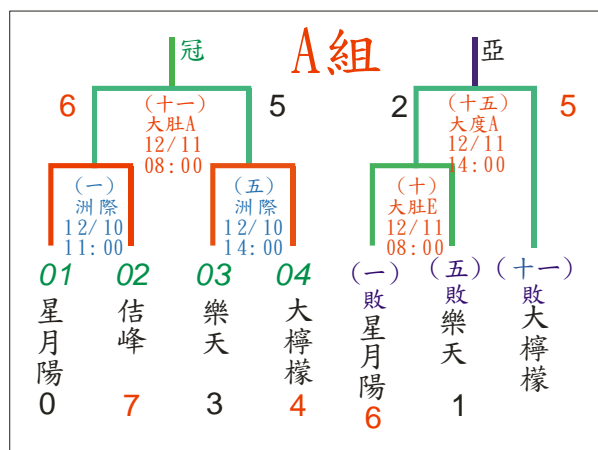 A組
冠
亞
6
5
2
5
(十一)
大肚A
12/11
08:00
(十五)
大度A
12/11
14:00
(一)
洲際
12/10
11:00
(五)
洲際
12/10
14:00
(十)
大肚E
12/11
08:00
01
02
03
04
(一)敗
(五)敗
(十一)敗
星月陽
佶峰
樂天
大檸檬
星月陽
樂天
大檸檬
0
7
3
4
6
1